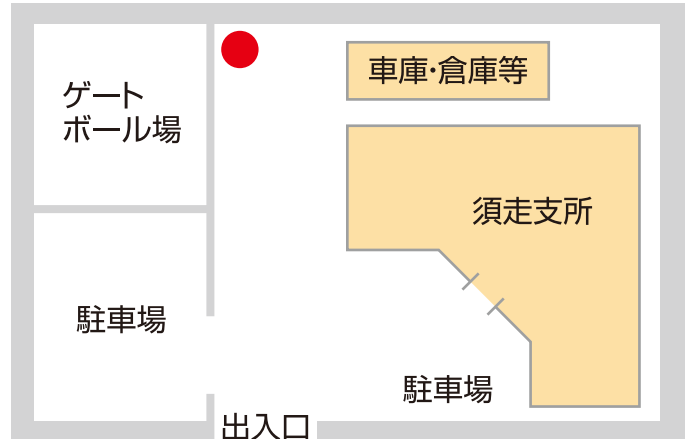 車庫・倉庫等
ゲート
ボール場
須走支所
駐車場
駐車場
出入口